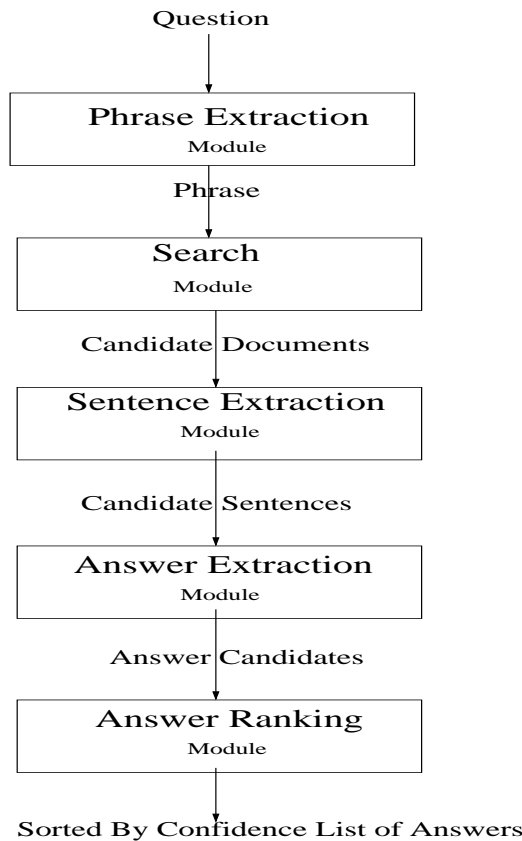 Question
Phrase Extraction
Module
Phrase
Search
Module
Candidate Documents
Sentence Extraction
Module
Candidate Sentences
Answer Extraction
Module
Answer Candidates
Answer Ranking
Module
Sorted By Confidence List of Answers